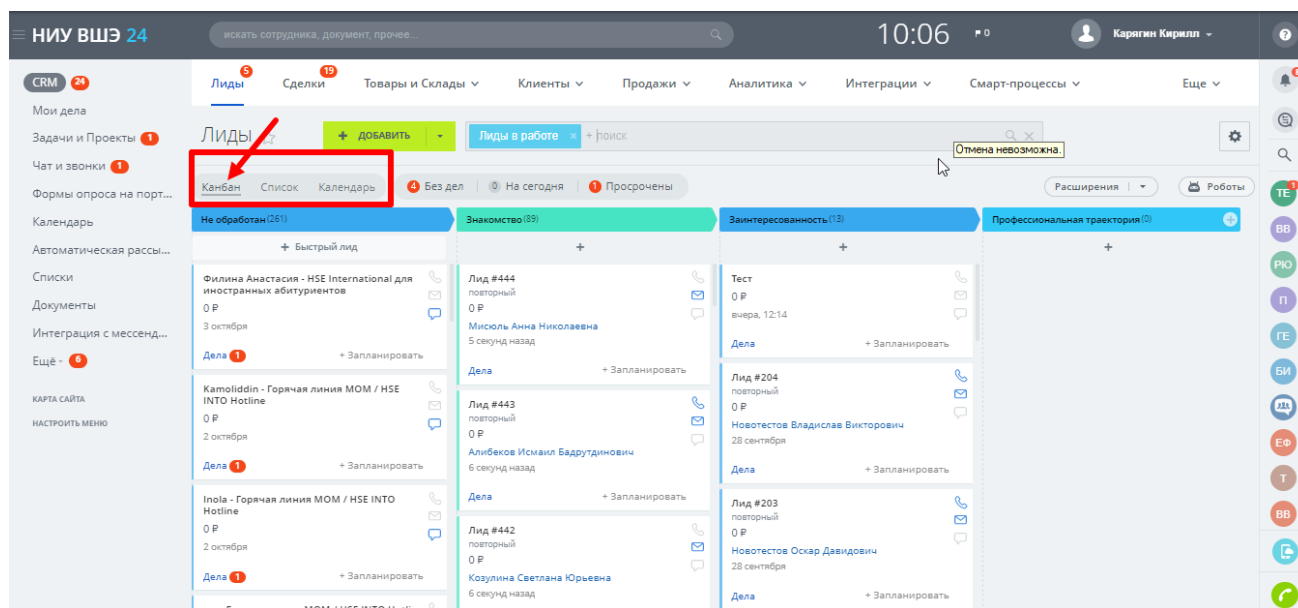 НИУ ВШЭ 24
искать сотрудника, документ, прочее...
10:06
0
Карягин Кирилл
?
CRM 24
Мои дела
Задачи и Проекты 1
Чат и звонки 1
Формы опроса на порт...
Календарь
Автоматическая рассы...
Списки
Документы
Интеграция с мессенд...
Ещё - 6
КАРТА САЙТА
НАСТРОИТЬ МЕНЮ
Лиды 5
Сделки 19
Товары и Склады
Клиенты
Продажи
Аналитика
Интеграции
Смарт-процессы
Еще
Лиды
+ ДОБАВИТЬ
Лиды в работе × + поиск
Отмена невозможна.
Канбан Список Календарь
4 Без дел 0 На сегодня 1 Просрочены
Расширения
Роботы
Не обработан (261)
+ Быстрый лид
Филина Анастасия - HSE International для
иностранных абитуриентов
0 ₽
3 октября
Дела 1 + Запланировать
Kamoliddin - Горячая линия МОМ / HSE
INTO Hotline
0 ₽
2 октября
Дела 1 + Запланировать
Inola - Горячая линия МОМ / HSE INTO
Hotline
0 ₽
2 октября
Дела 1 + Запланировать
Знакомство (89)
+
Лид #444
повторный
0 ₽
Мисюль Анна Николаевна
5 секунд назад
Дела + Запланировать
Лид #443
повторный
0 ₽
Алибеков Исмаил Бадрутдинович
6 секунд назад
Дела + Запланировать
Лид #442
повторный
0 ₽
Козулина Светлана Юрьевна
6 секунд назад
Заинтересованность (13)
+
Тест
0 ₽
вчера, 12:14
Дела + Запланировать
Лид #204
повторный
0 ₽
Новотестов Владислав Викторович
28 сентября
Дела + Запланировать
Лид #203
повторный
0 ₽
Новотестов Оскар Давидович
28 сентября
Дела + Запланировать
Профессиональная траектория (0)
+
TE 1
ВВ
РЮ
П
ГЕ
БИ
ЕФ
Т
ВВ